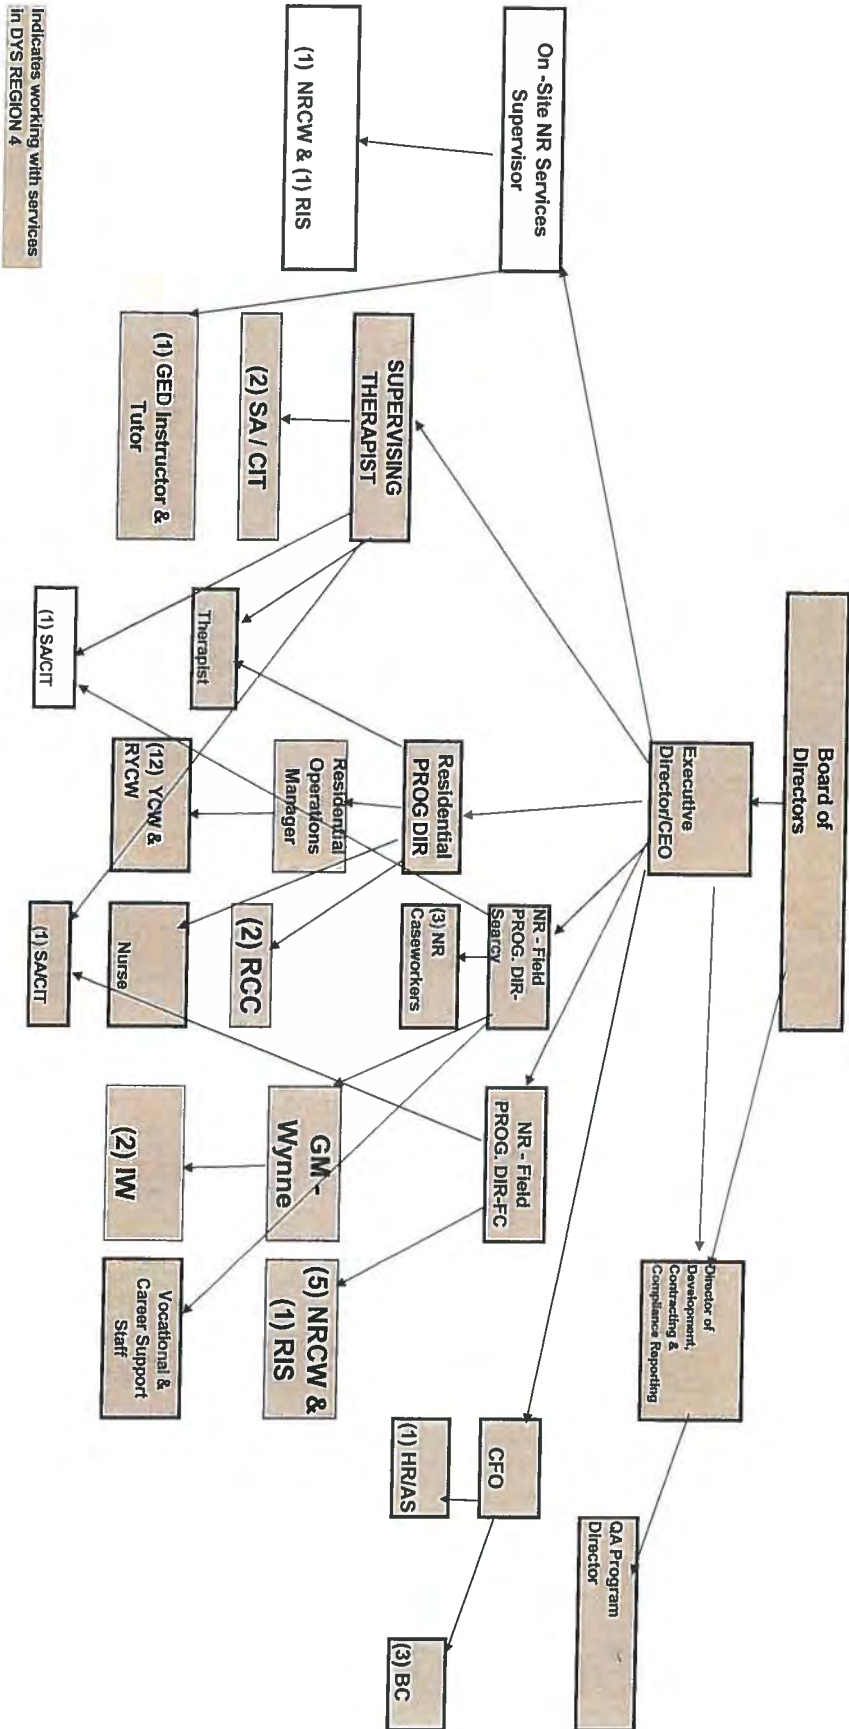 Board of
Directors
Executive
Director/CEO
Director of
Development,
Contracting &
Compliance Reporting
QA Program
Director
On -Site NR Services
Supervisor
(1) NRCW & (1) RIS
SUPERVISING
THERAPIST
(2) SA / CIT
(1) GED Instructor &
Tutor
Residential
PROG DIR
Residential
Operations
Manager
(12) YCW &
RYCW
Therapist
(1) SA/CIT
NR - Field
PROG. DIR-
Searcy
(3) NR
Caseworkers
(2) RCC
Nurse
(1) SA/CIT
NR - Field
PROG. DIR-FC
GM -
Wynne
(2) IW
(5) NRCW &
(1) RIS
Vocational &
Career Support
Staff
CFO
(1) HR/AS
(3) BC
Indicates working with services
in DYS REGION 4